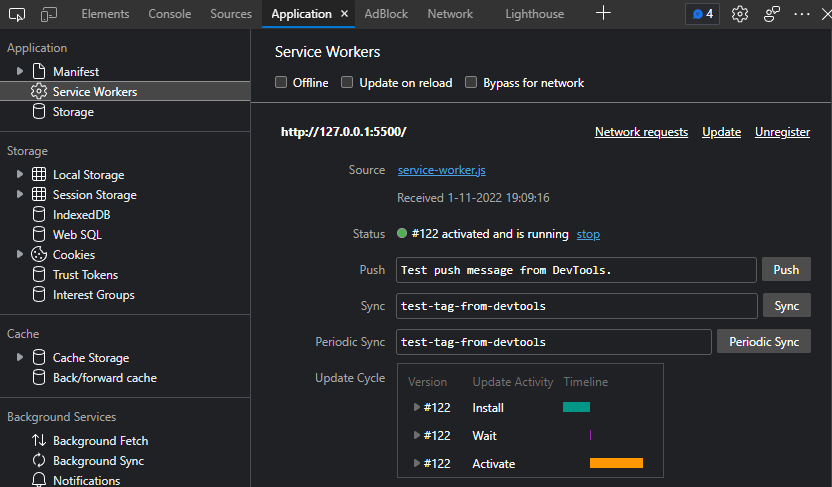 Elements Console Sources Application × AdBlock Network Lighthouse 4
Application
Manifest
Service Workers
Storage
Storage
Local Storage
Session Storage
IndexedDB
Web SQL
Cookies
Trust Tokens
Interest Groups
Cache
Cache Storage
Back/forward cache
Background Services
Background Fetch
Background Sync
Notifications
Service Workers
Offline Update on reload Bypass for network
http://127.0.0.1:5500/ Network requests Update Unregister
Source service-worker.js
Received 1-11-2022 19:09:16
Status #122 activated and is running stop
Push Test push message from DevTools. Push
Sync test-tag-from-devtools Sync
Periodic Sync test-tag-from-devtools Periodic Sync
Update Cycle
Version Update Activity Timeline
#122 Install
#122 Wait
#122 Activate